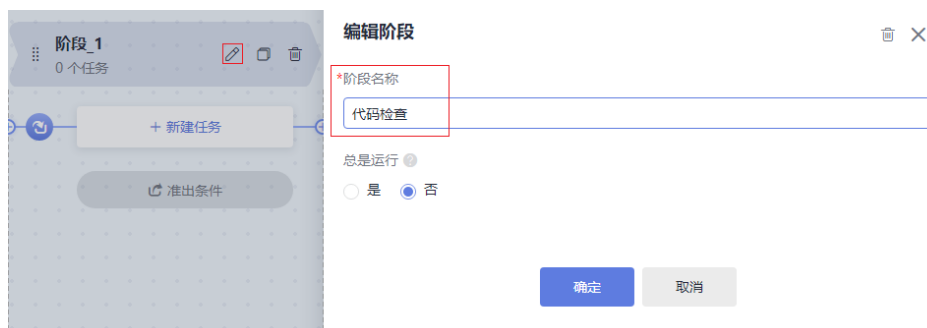 阶段_1
0 个任务
+ 新建任务
准出条件
编辑阶段
*阶段名称
代码检查
总是运行
是 否
确定 取消